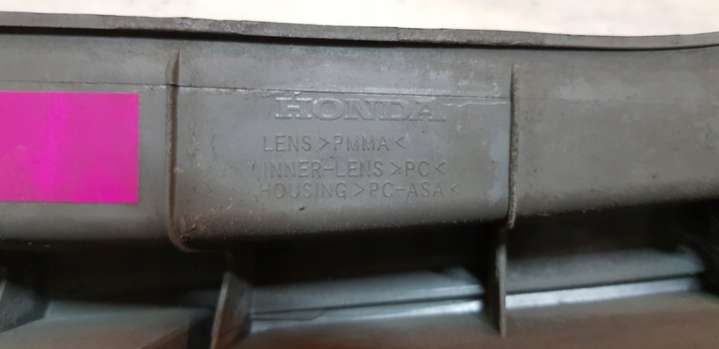 HONDA
LENS >PMMA<
INNER-LENS >PC<
HOUSING >PC-ASA<